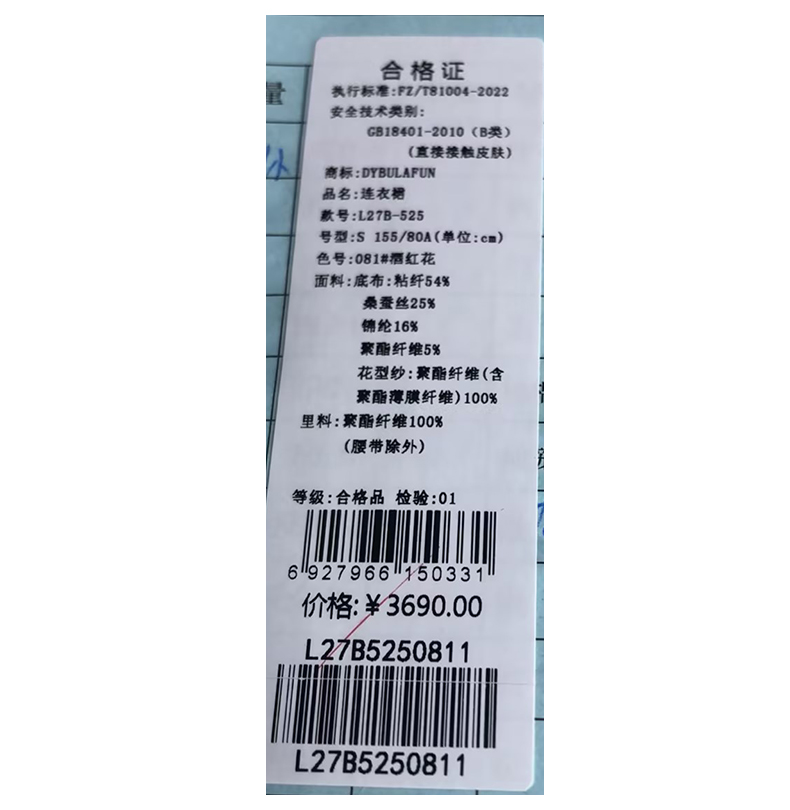 合格证
执行标准:FZ/T81004-2022
安全技术类别:
GB18401-2010（B类）
(直接接触皮肤)
商标:DYBULAFUN
品名:连衣裙
款号:L27B-525
号型:S 155/80A(单位:cm)
色号:081#酒红花
面料:底布:粘纤54%
桑蚕丝25%
锦纶16%
聚酯纤维5%
花型纱:聚酯纤维(含
聚酯薄膜纤维)100%
里料:聚酯纤维100%
(腰带除外)
等级:合格品 检验:01
6 927966 150331
价格:￥3690.00
L27B5250811
L27B5250811
量